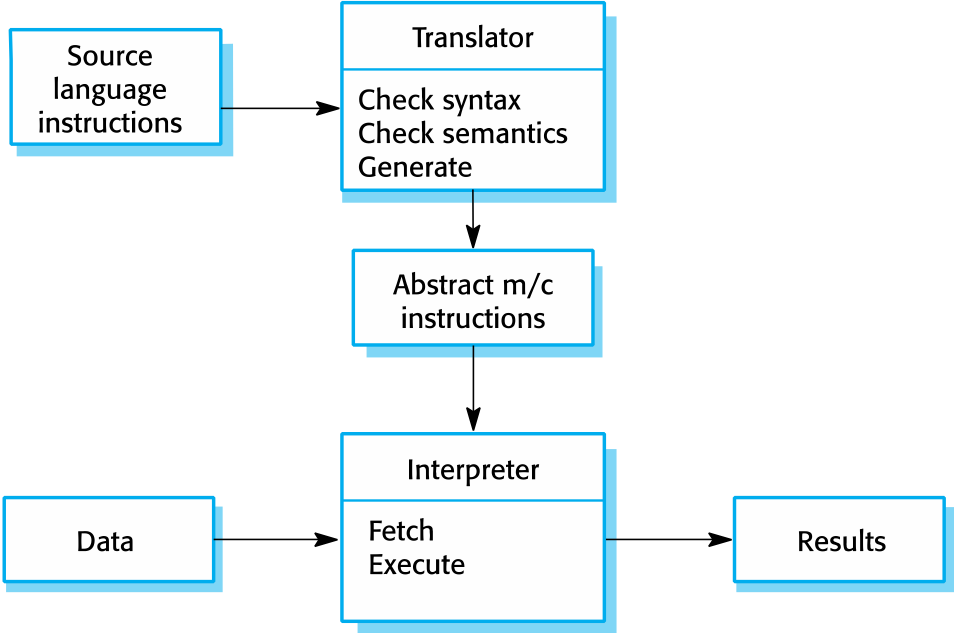 Source
language
instructions
Translator
Check syntax
Check semantics
Generate
Abstract m/c
instructions
Interpreter
Fetch
Execute
Data
Results